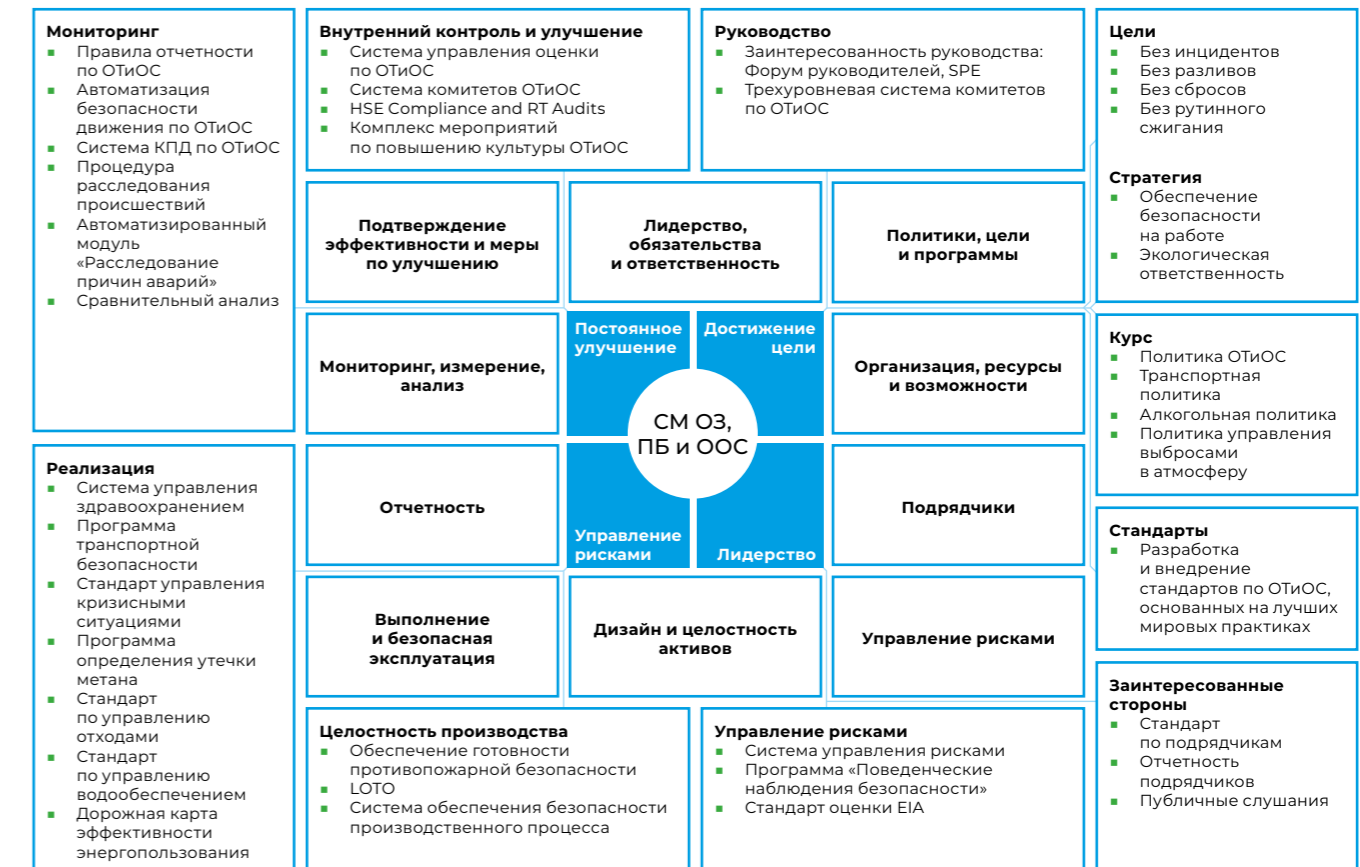 Мониторинг
Правила отчетности
по ОТиОС
Автоматизация
безопасности
движения по ОТиОС
Система КПД по ОТиОС
Процедура
расследования
происшествий
Автоматизированный
модуль
«Расследование
причин аварий»
Сравнительный анализ
Внутренний контроль и улучшение
Система управления оценки
по ОТиОС
Система комитетов ОТиОС
HSE Compliance and RT Audits
Комплекс мероприятий
по повышению культуры ОТиОС
Руководство
Заинтересованность руководства:
Форум руководителей, SPE
Трехуровневая система комитетов
по ОТиОС
Цели
Без инцидентов
Без разливов
Без сбросов
Без рутинного
сжигания
Стратегия
Обеспечение
безопасности
на работе
Экологическая
ответственность
Подтверждение
эффективности и меры
по улучшению
Лидерство,
обязательства
и ответственность
Политики, цели
и программы
Мониторинг, измерение,
анализ
Постоянное
улучшение
Достижение
цели
СМ ОЗ,
ПБ и ООС
Управление
рисками
Лидерство
Организация, ресурсы
и возможности
Курс
Политика ОТиОС
Транспортная
политика
Алкогольная политика
Политика управления
выбросами
в атмосферу
Реализация
Система управления
здравоохранением
Программа
транспортной
безопасности
Стандарт управления
кризисными
ситуациями
Программа
определения утечки
метана
Стандарт
по управлению
отходами
Стандарт
по управлению
водообеспечением
Дорожная карта
эффективности
энергопользования
Отчетность
Подрядчики
Стандарты
Разработка
и внедрение
стандартов по ОТиОС,
основанных на лучших
мировых практиках
Выполнение
и безопасная
эксплуатация
Дизайн и целостность
активов
Управление рисками
Целостность производства
Обеспечение готовности
противопожарной безопасности
LOTO
Система обеспечения безопасности
производственного процесса
Управление рисками
Система управления рисками
Программа «Поведенческие
наблюдения безопасности»
Стандарт оценки EIA
Заинтересованные
стороны
Стандарт
по подрядчикам
Отчетность
подрядчиков
Публичные слушания